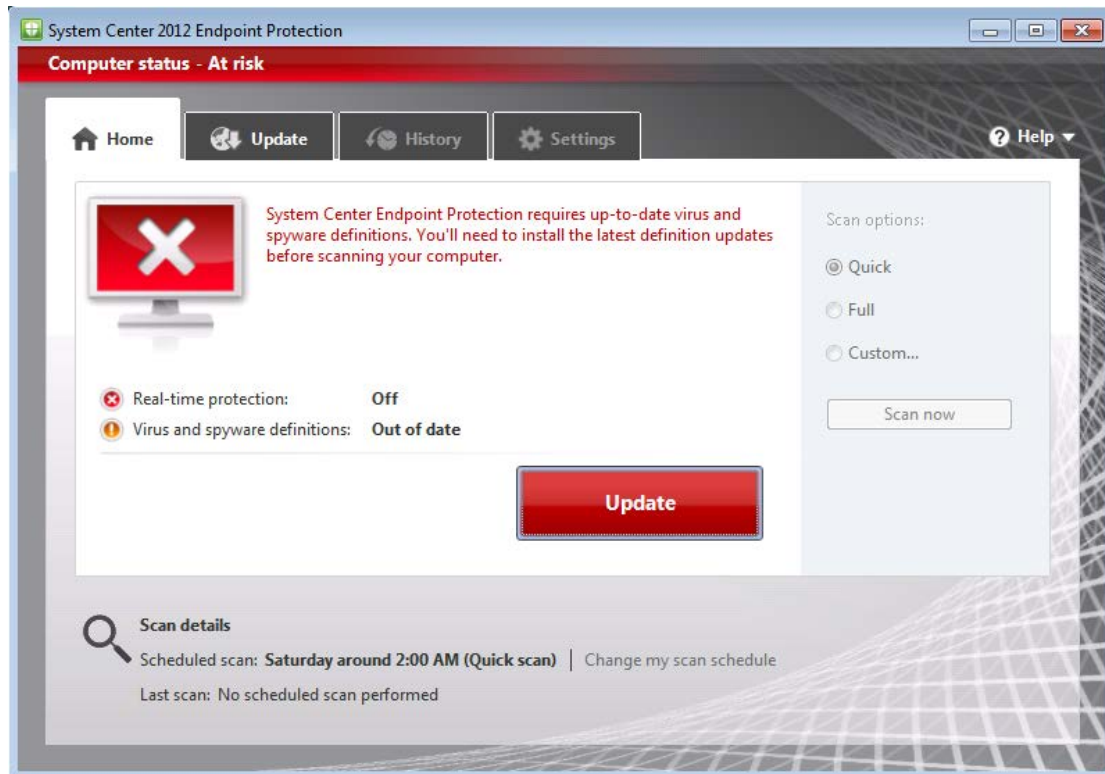 System Center 2012 Endpoint Protection
Computer status - At risk
Home
Update
History
Settings
Help
System Center Endpoint Protection requires up-to-date virus and
spyware definitions. You'll need to install the latest definition updates
before scanning your computer.
Scan options:
Quick
Full
Custom...
Scan now
Real-time protection: Off
Virus and spyware definitions: Out of date
Update
Scan details
Scheduled scan: Saturday around 2:00 AM (Quick scan) | Change my scan schedule
Last scan: No scheduled scan performed